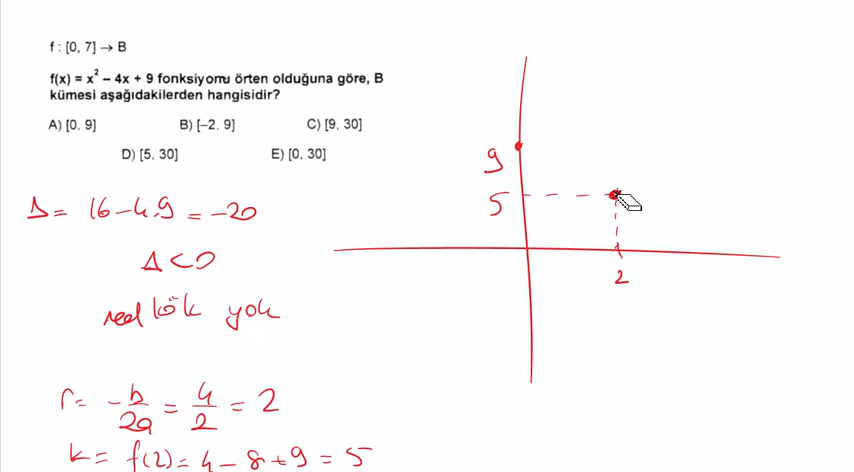 f : [0, 7] → B
f(x) = x² – 4x + 9 fonksiyonu örten olduğuna göre, B
kümesi aşağıdakilerden hangisidir?
A) [0. 9] B) [–2. 9] C) [9, 30]
D) [5, 30] E) [0, 30]
Δ = 16 – 4.9 = –20
Δ < 0
reel kök yok
r = -b/2a = 4/2 = 2
k = f(2) = 4 – 8 + 9 = 5
9
5
2